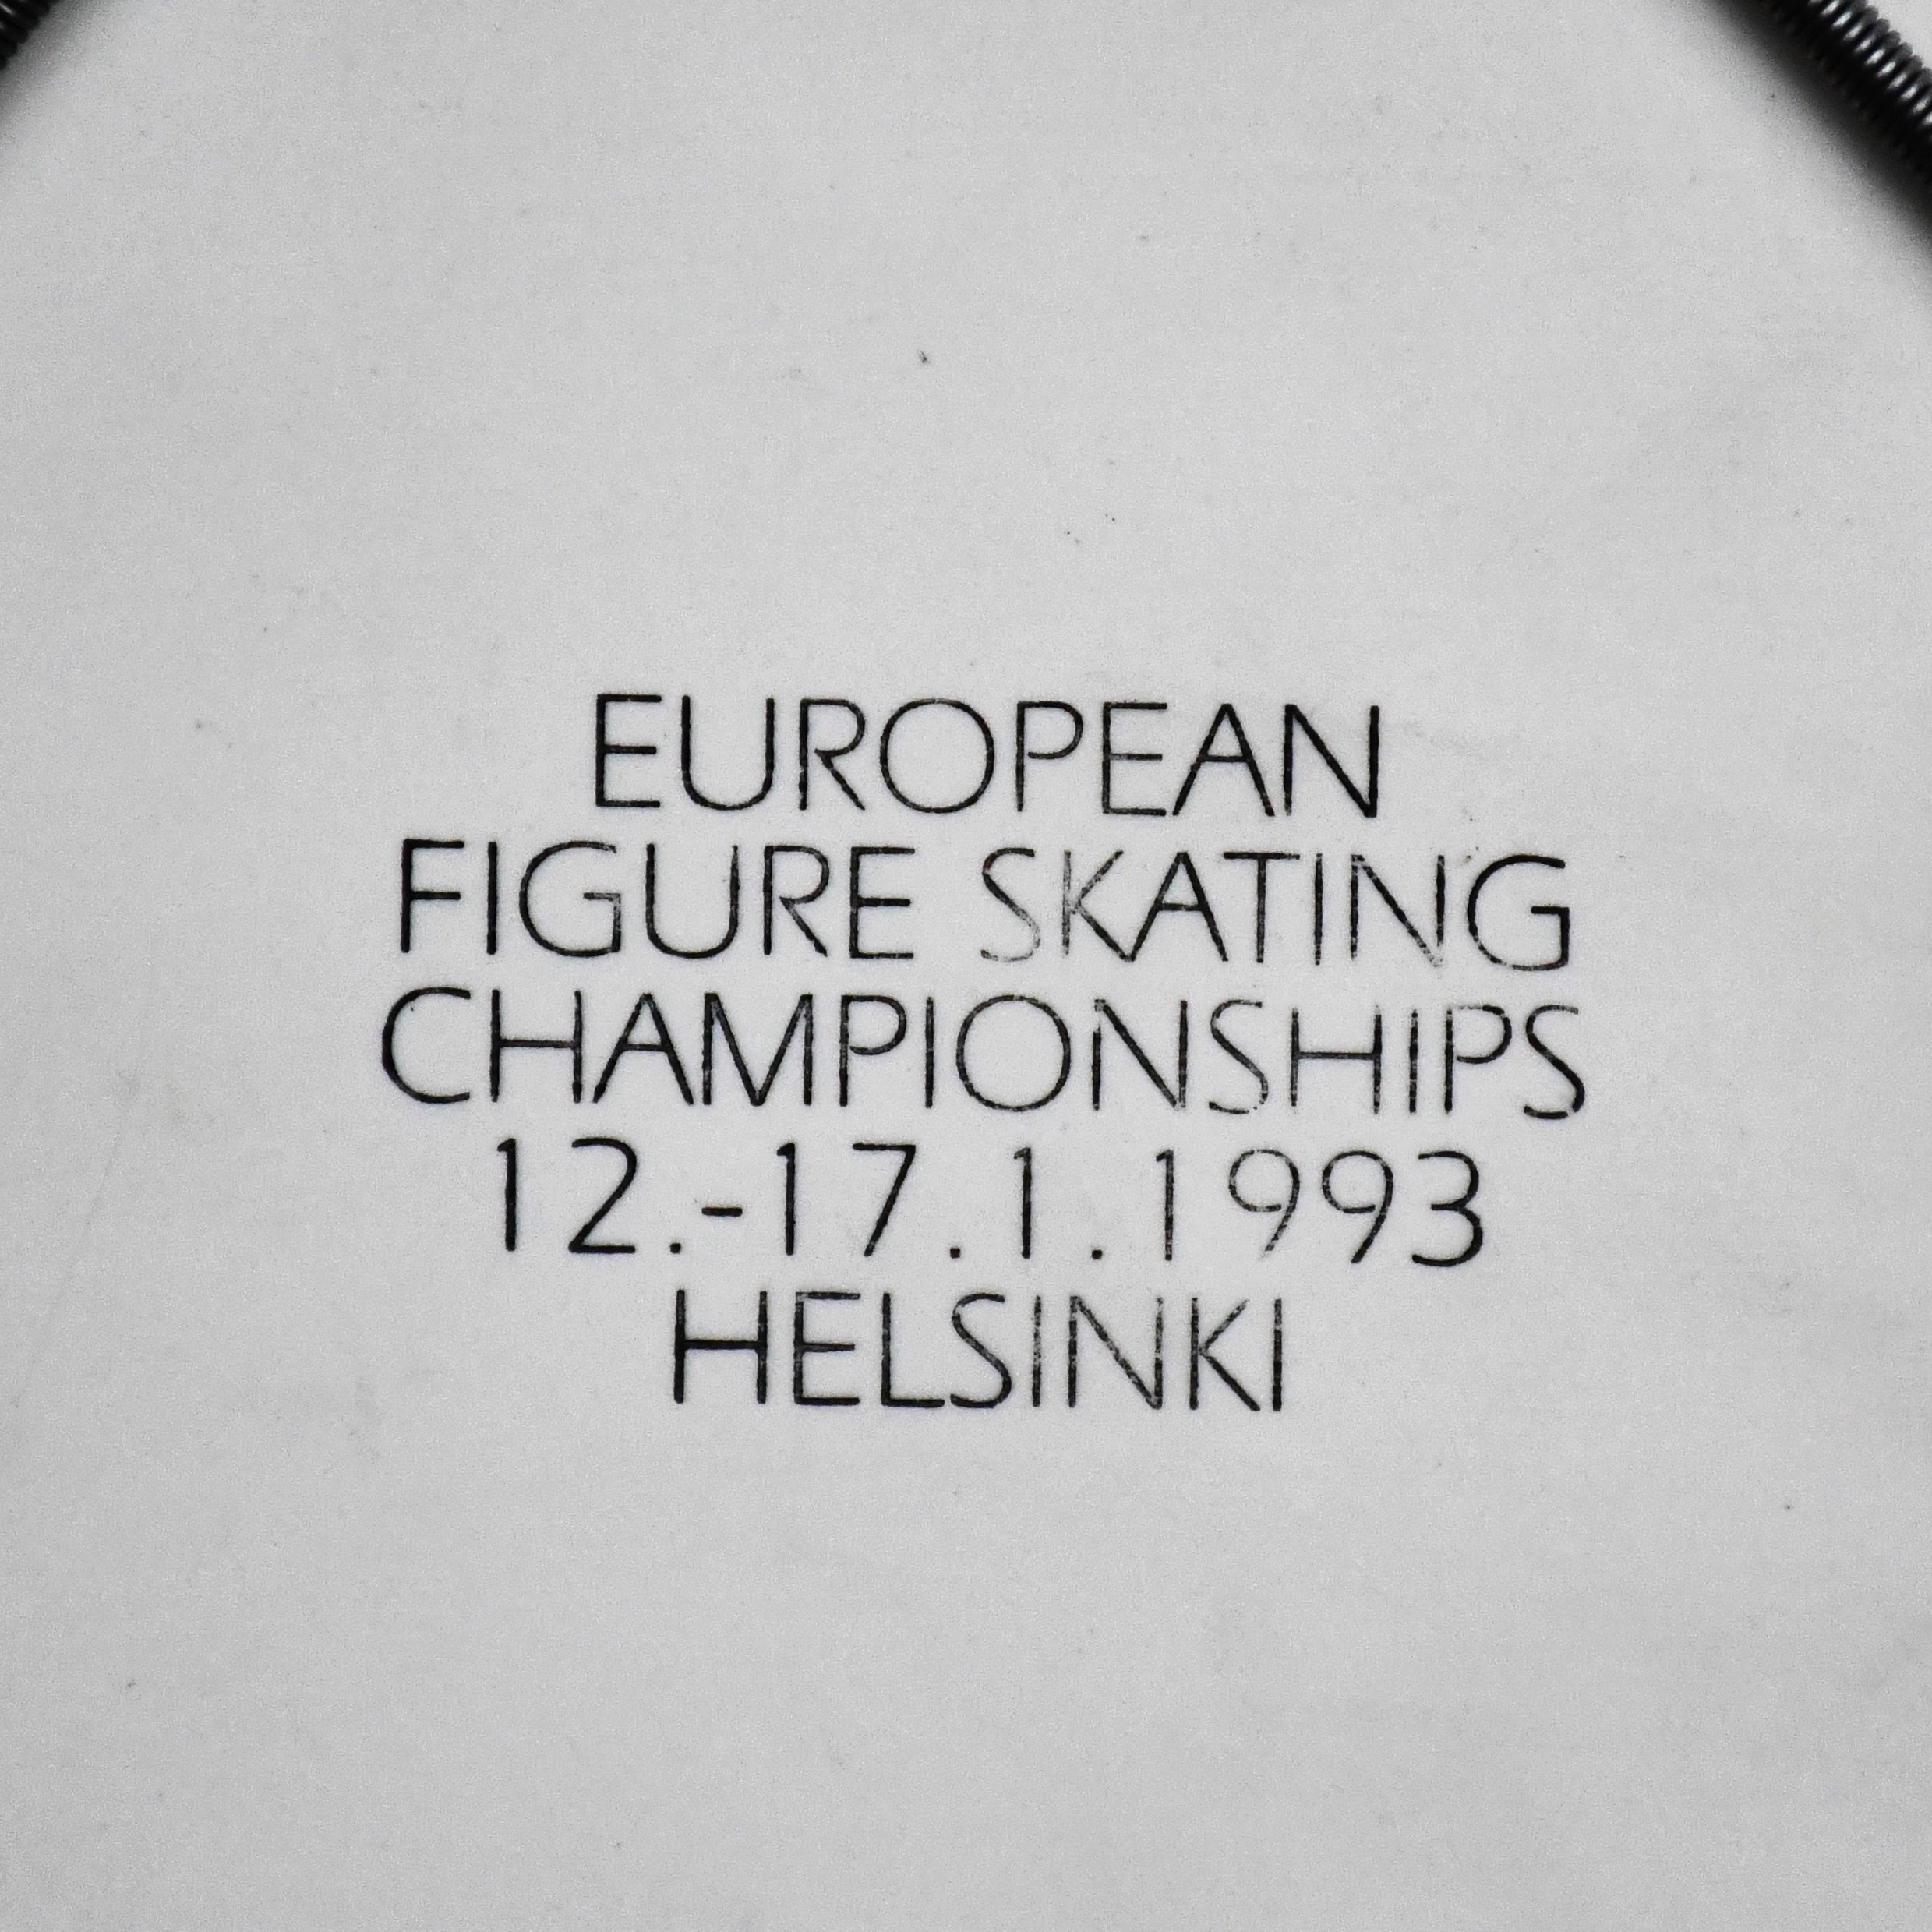 EUROPEAN
FIGURE SKATING
CHAMPIONSHIPS
12.-17.1.1993
HELSINKI